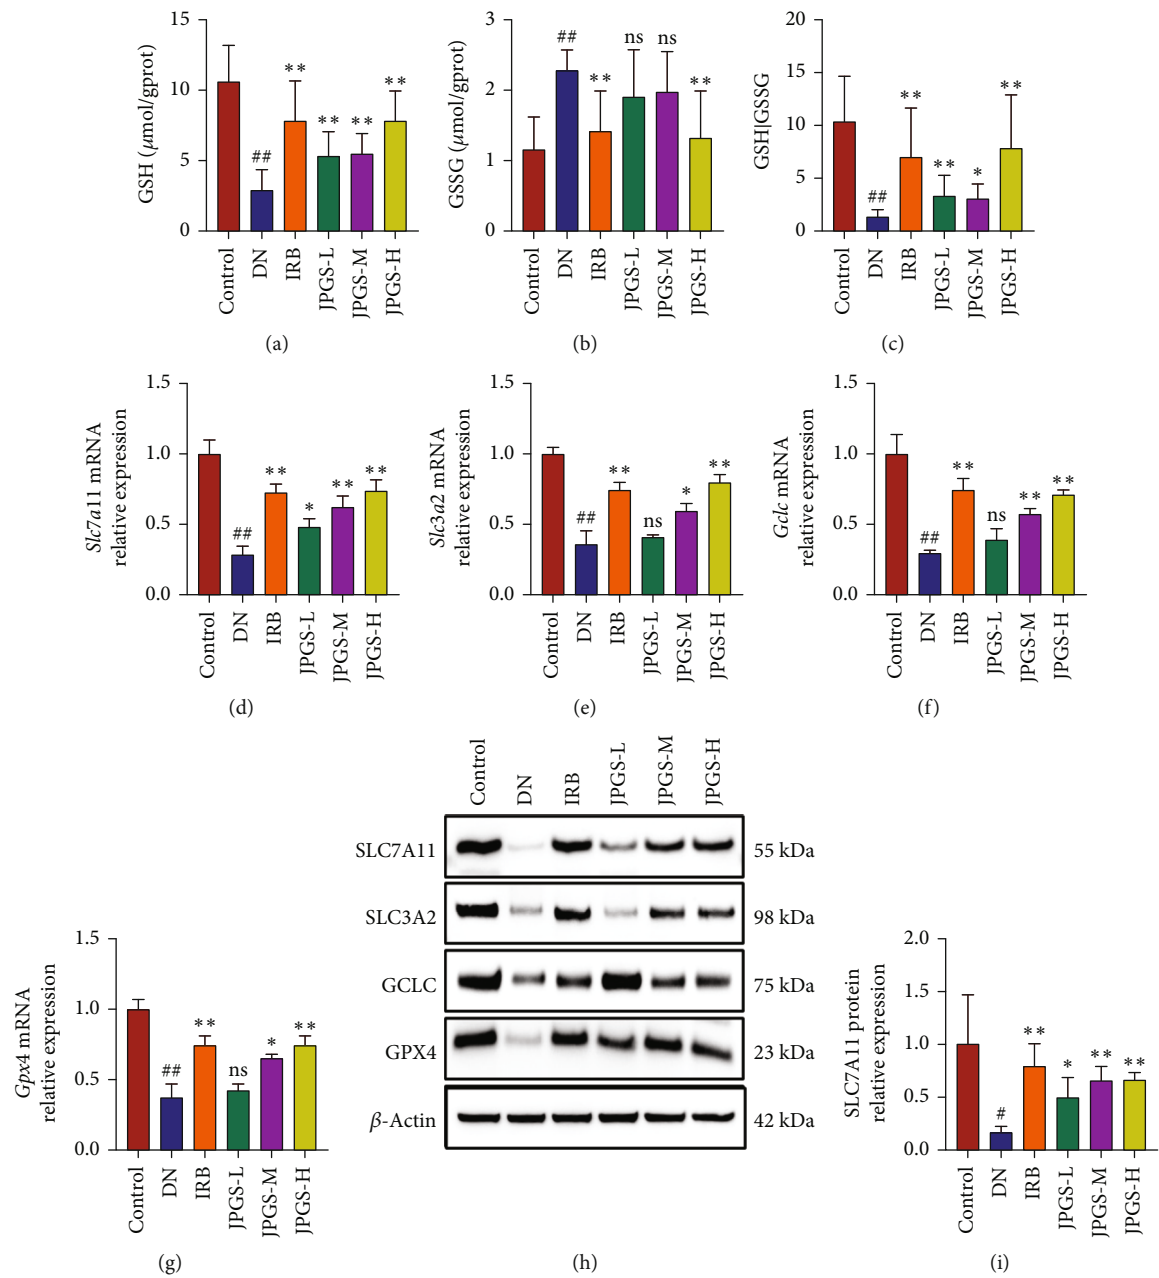 GSH (μmol/gprot)
15
10
5
0
##
**
**
**
**
Control
DN
IRB
JPGS-L
JPGS-M
JPGS-H
(a)
GSSG (μmol/gprot)
3
2
1
0
##
**
ns
ns
**
Control
DN
IRB
JPGS-L
JPGS-M
JPGS-H
(b)
GSH|GSSG
20
15
10
5
0
##
**
**
*
**
Control
DN
IRB
JPGS-L
JPGS-M
JPGS-H
(c)
Slc7a11 mRNA
relative expression
1.5
1.0
0.5
0.0
##
**
*
**
**
Control
DN
IRB
JPGS-L
JPGS-M
JPGS-H
(d)
Slc3a2 mRNA
relative expression
1.5
1.0
0.5
0.0
##
**
ns
*
**
Control
DN
IRB
JPGS-L
JPGS-M
JPGS-H
(e)
Gclc mRNA
relative expression
1.5
1.0
0.5
0.0
##
**
ns
**
**
Control
DN
IRB
JPGS-L
JPGS-M
JPGS-H
(f)
Gpx4 mRNA
relative expression
1.5
1.0
0.5
0.0
##
**
ns
*
**
Control
DN
IRB
JPGS-L
JPGS-M
JPGS-H
(g)
Control
DN
IRB
JPGS-L
JPGS-M
JPGS-H
SLC7A11 55 kDa
SLC3A2 98 kDa
GCLC 75 kDa
GPX4 23 kDa
β-Actin 42 kDa
(h)
SLC7A11 protein
relative expression
2.0
1.5
1.0
0.5
0.0
#
**
*
**
**
Control
DN
IRB
JPGS-L
JPGS-M
JPGS-H
(i)